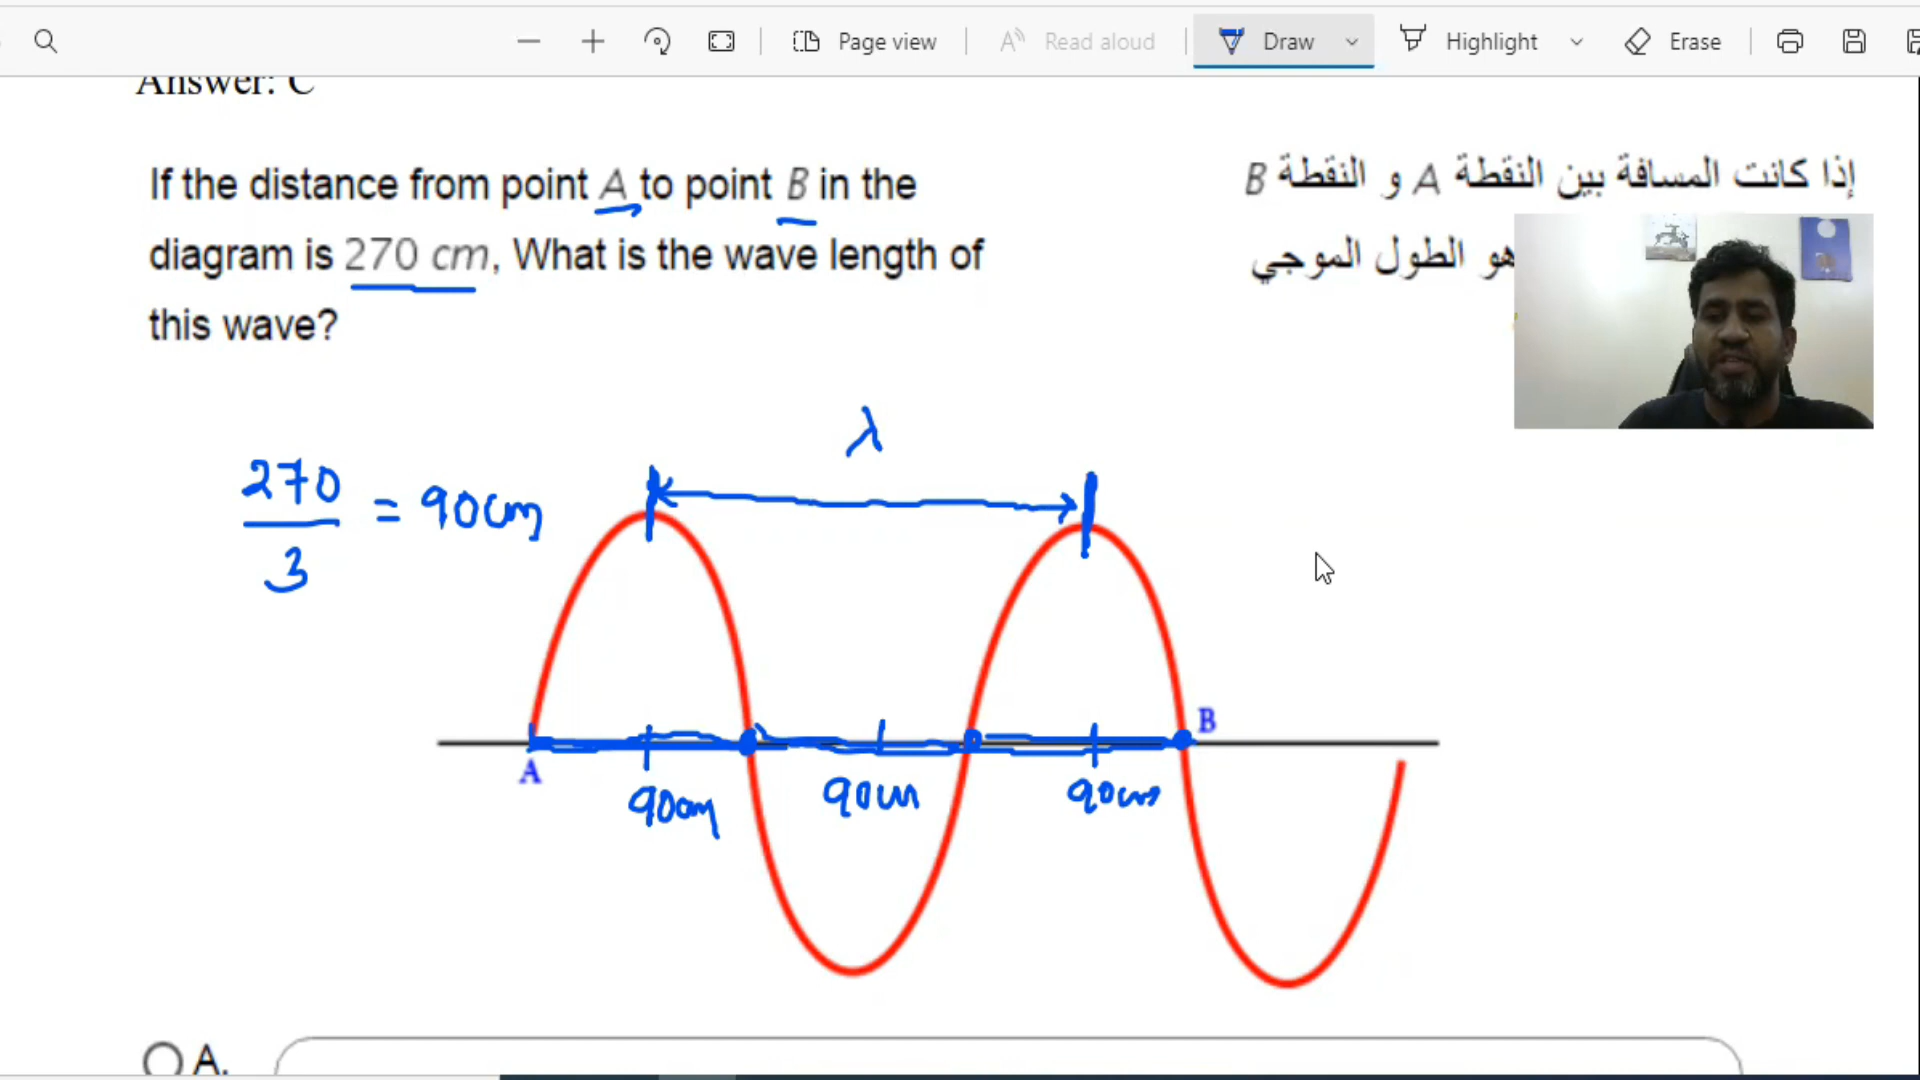 Page view
Read aloud
Draw
Highlight
Erase
Answer: C
If the distance from point A to point B in the
diagram is 270 cm, What is the wave length of
this wave?
إذا كانت المسافة بين النقطة A و النقطة B
هو الطول الموجي
λ
270
3
= 90cm
B
A
90cm
90cm
90cm
A.